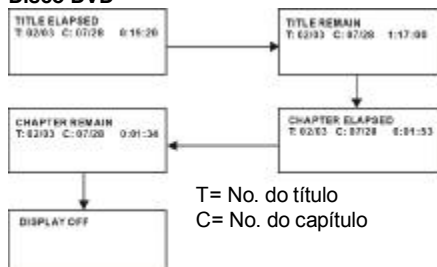 Discos DVD
TITLE ELAPSED
T: 02/03 C: 07/28 0:15:20
TITLE REMAIN
T: 02/03 C: 07/28 1:17:00
CHAPTER ELAPSED
T: 02/03 C: 07/28 0:01:53
CHAPTER REMAIN
T: 02/03 C: 07/28 0:01:34
DISPLAY OFF
T= No. do título
C= No. do capítulo